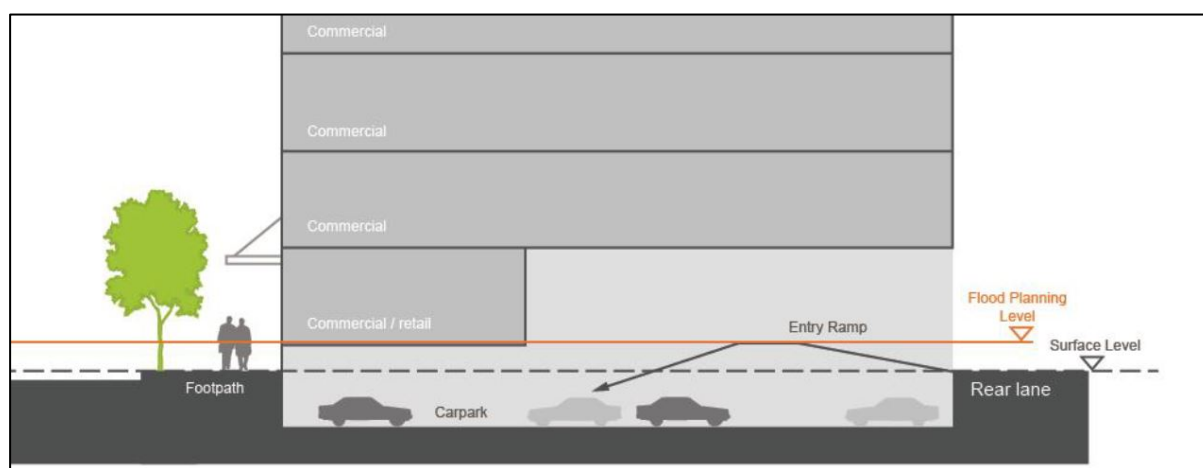 Commercial
Commercial
Commercial
Commercial / retail
Flood Planning
Level
Entry Ramp
Surface Level
Footpath
Carpark
Rear lane